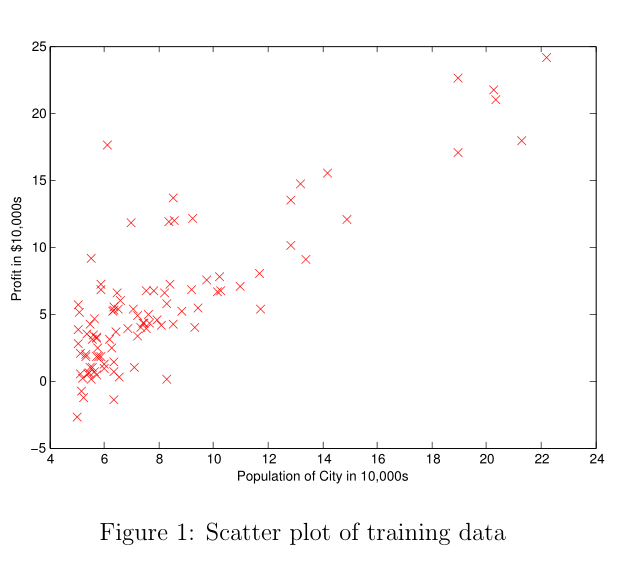 25
20
15
10
5
0
−5
Profit in $10,000s
4 6 8 10 12 14 16 18 20 22 24
Population of City in 10,000s
Figure 1: Scatter plot of training data